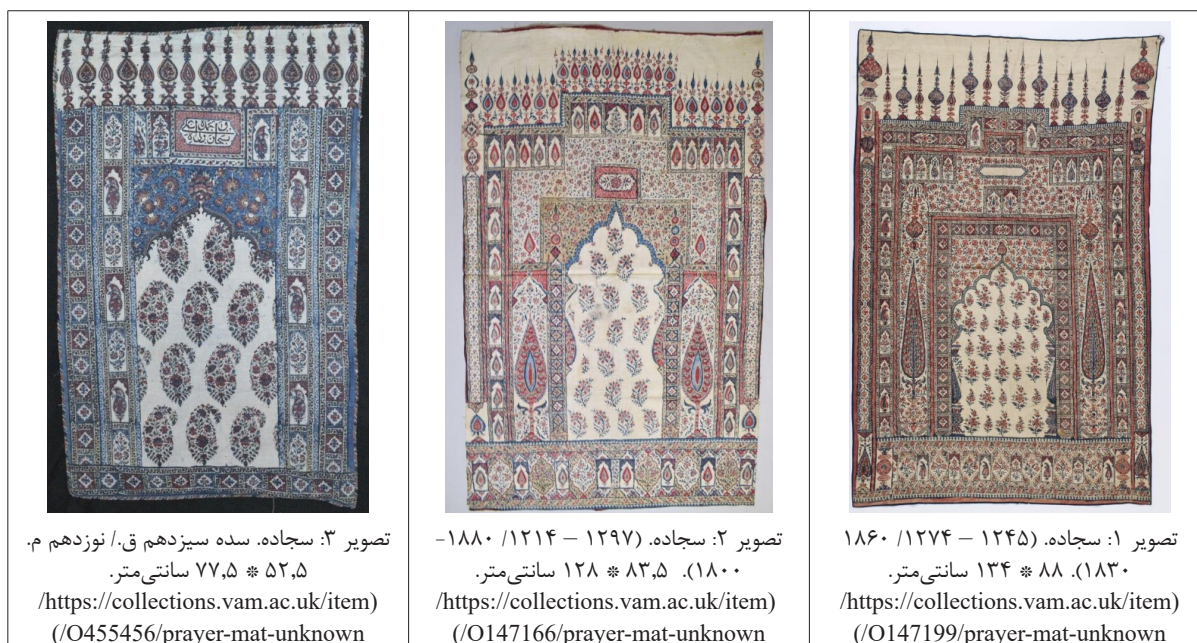 تصویر ۱: سجاده. (۱۲۴۵ – ۱۲۷۴ /۱۸۶۰
۱۸۳۰). ۸۸ * ۱۳۴ سانتی‌متر.
/https://collections.vam.ac.uk/item)
(/O147199/prayer-mat-unknown
تصویر ۲: سجاده. (۱۲۹۷ – ۱۲۱۴ /۱۸۸۰-
۱۸۰۰). ۸۳,۵ * ۱۲۸ سانتی‌متر.
/https://collections.vam.ac.uk/item)
(/O147166/prayer-mat-unknown
تصویر ۳: سجاده. سده سیزدهم ق./ نوزدهم م.
۵۲,۵ * ۷۷,۵ سانتی‌متر.
/https://collections.vam.ac.uk/item)
(/O455456/prayer-mat-unknown